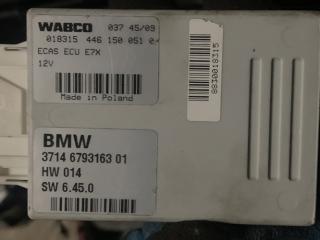 WABCO 037 45/09
018315 446 150 051 0
ECAS ECU E7X
12V
Made in Poland
8830018315
BMW
3714 6793163 01
HW 014
SW 6.45.0